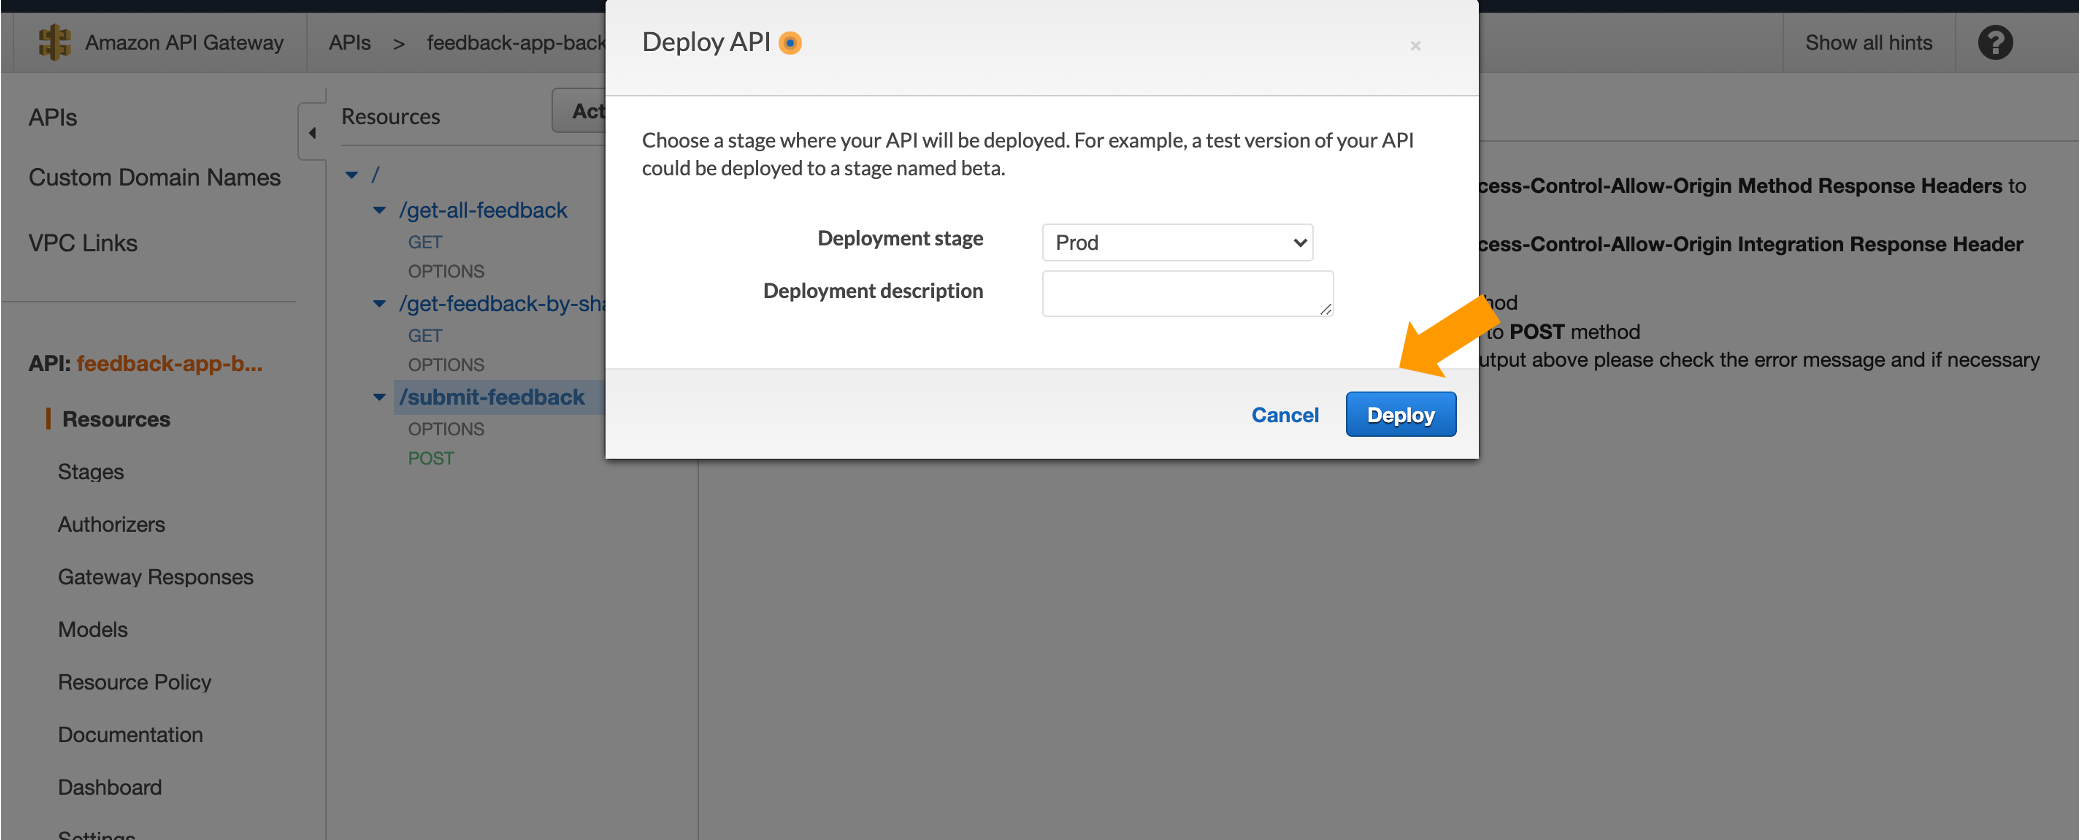 Amazon API Gateway
APIs > feedback-app-back
Show all hints
?
APIs
Custom Domain Names
VPC Links
API: feedback-app-b...
Resources
Stages
Authorizers
Gateway Responses
Models
Resource Policy
Documentation
Dashboard
Settings
Resources
Act
/
/get-all-feedback
GET
OPTIONS
/get-feedback-by-sha
GET
OPTIONS
/submit-feedback
OPTIONS
POST
Deploy API
×
Choose a stage where your API will be deployed. For example, a test version of your API
could be deployed to a stage named beta.
Deployment stage
Prod
Deployment description
Cancel
Deploy
cess-Control-Allow-Origin Method Response Headers to
cess-Control-Allow-Origin Integration Response Header
hod
to POST method
utput above please check the error message and if necessary